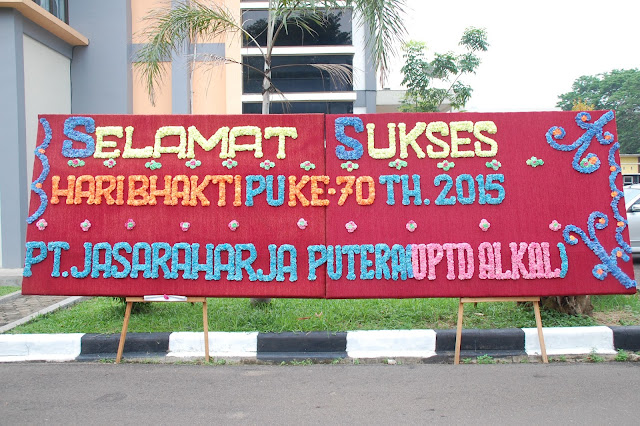 SELAMAT SUKSES
HARI BHAKTI PU KE-70 TH. 2015
PT. JASARAHARJA PUTERA (UPTD ALKAL)